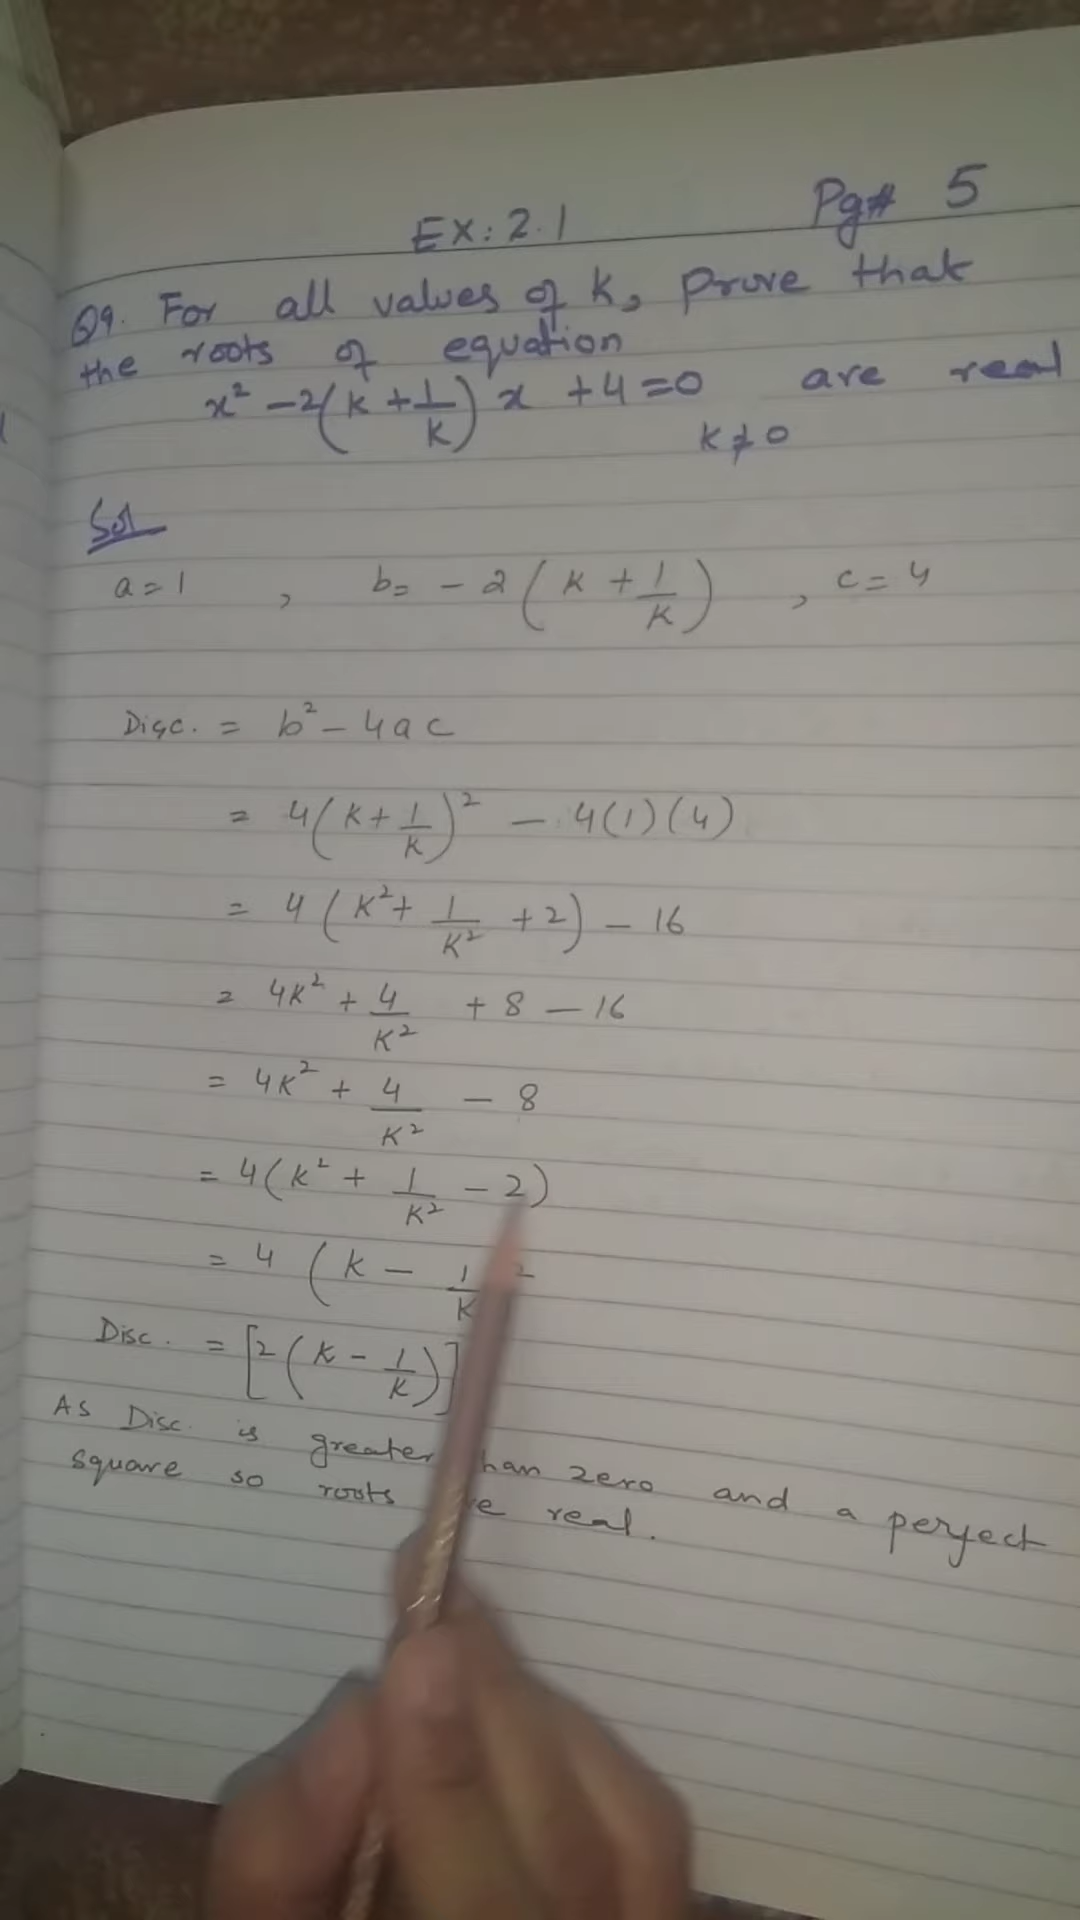 EX: 2.1
Pg# 5
Q9. For all values of k, Prove that
the roots of equation
x² - 2(k + 1/k) x + 4 = 0 are real
k ≠ 0
Sol
a = 1 , b = - 2 (k + 1/k) , c = 4
Disc. = b² - 4ac
= 4(k + 1/k)² - 4(1)(4)
= 4 (k² + 1/k² + 2) - 16
= 4k² + 4/k² + 8 - 16
= 4k² + 4/k² - 8
= 4(k² + 1/k² - 2)
= 4 (k - 1/k
Disc. = [2(k - 1/k)]
As Disc. is greater than zero and a perfect
square so roots real.